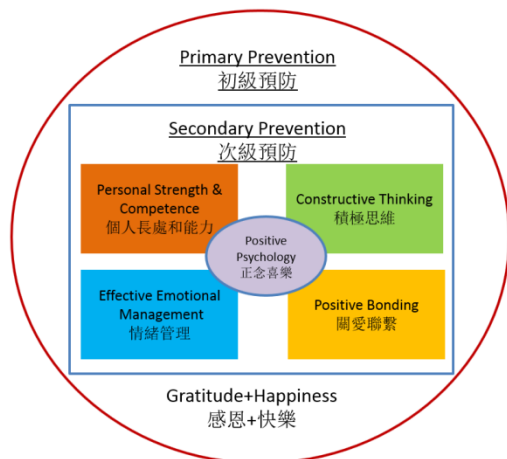 Primary Prevention
初級預防
Secondary Prevention
次級預防
Personal Strength &
Competence
個人長處和能力
Constructive Thinking
積極思維
Positive
Psychology
正念喜樂
Effective Emotional
Management
情緒管理
Positive Bonding
關愛聯繫
Gratitude+Happiness
感恩+快樂